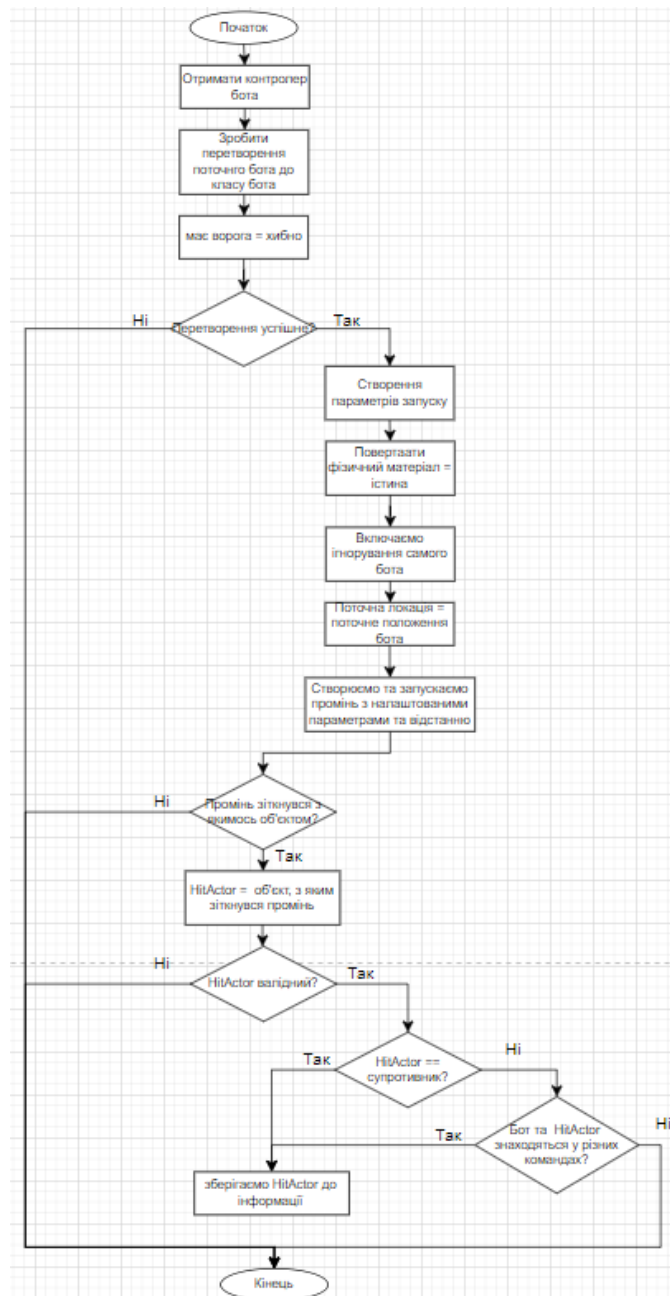 Початок
Отримати контролер
бота
Зробити
перетворення
поточнго бота до
класу бота
має ворога = хибно
Ні
Перетворення успішне?
Так
Створення
параметрів запуску
Повертаати
фізичний матеріал =
істина
Включаємо
ігнорування самого
бота
Поточна локація =
поточне положення
бота
Створюємо та запускаємо
промінь з налаштованими
параметрами та відстанню
Ні
Промінь зіткнувся з
якимось об'єктом?
Так
HitActor = об'єкт, з яким
зіткнувся промінь
Ні
HitActor валідний?
Так
Так
HitActor ==
супротивник?
Ні
Так
Бот та HitActor
знаходяться у різних
командах?
Ні
зберігаємо HitActor до
інформації
Кінець